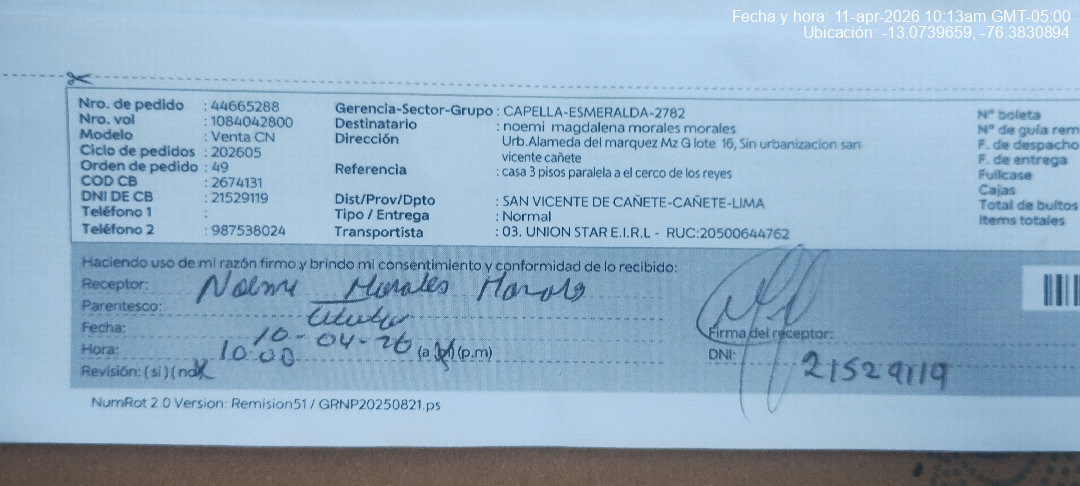 Fecha y hora: 11-apr-2026 10:13am GMT-05:00
Ubicación: -13.0739659, -76.3830894
Nro. de pedido : 44665288
Nro. vol : 1084042800
Modelo : Venta CN
Ciclo de pedidos : 202605
Orden de pedido : 49
COD CB : 2674131
DNI DE CB : 21529119
Teléfono 1 :
Teléfono 2 : 987538024
Gerencia-Sector-Grupo : CAPELLA-ESMERALDA-2782
Destinatario : noemi magdalena morales morales
Dirección Urb.Alameda del marquez Mz G lote 16, Sin urbanizacion san
vicente cañete
Referencia : casa 3 pisos paralela a el cerco de los reyes
Dist/Prov/Dpto : SAN VICENTE DE CAÑETE-CAÑETE-LIMA
Tipo / Entrega : Normal
Transportista : 03. UNION STAR E.I.R.L - RUC:20500644762
N° boleta
N° de guía rem
F. de despacho
F. de entrega
Fullcase
Cajas
Total de bultos
Items totales
Haciendo uso de mi razón firmo y brindo mi consentimiento y conformidad de lo recibido:
Receptor: Noemi Morales Morales
Parentesco: titular
Fecha: 10-04-26
Hora: 10:00 (a.m) (p.m)
Revisión: ( si ) ( no )
Firma del receptor:
DNI: 21529119
NumRot 2.0 Version: Remision51 / GRNP20250821.ps